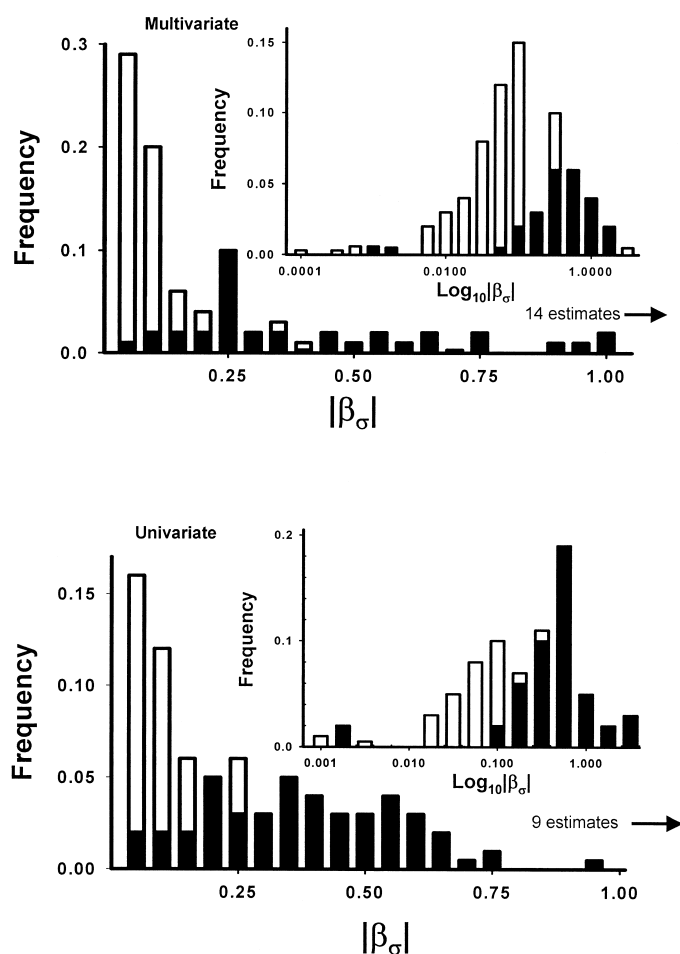 Multivariate
0.3
0.2
0.1
0.0
Frequency
0.15
0.10
0.05
0.00
Frequency
0.0001
0.0100
1.0000
Log10|βσ|
14 estimates
0.25
0.50
0.75
1.00
|βσ|
Univariate
0.15
0.10
0.05
0.00
Frequency
0.2
0.1
0.0
Frequency
0.001
0.010
0.100
1.000
Log10|βσ|
9 estimates
0.25
0.50
0.75
1.00
|βσ|